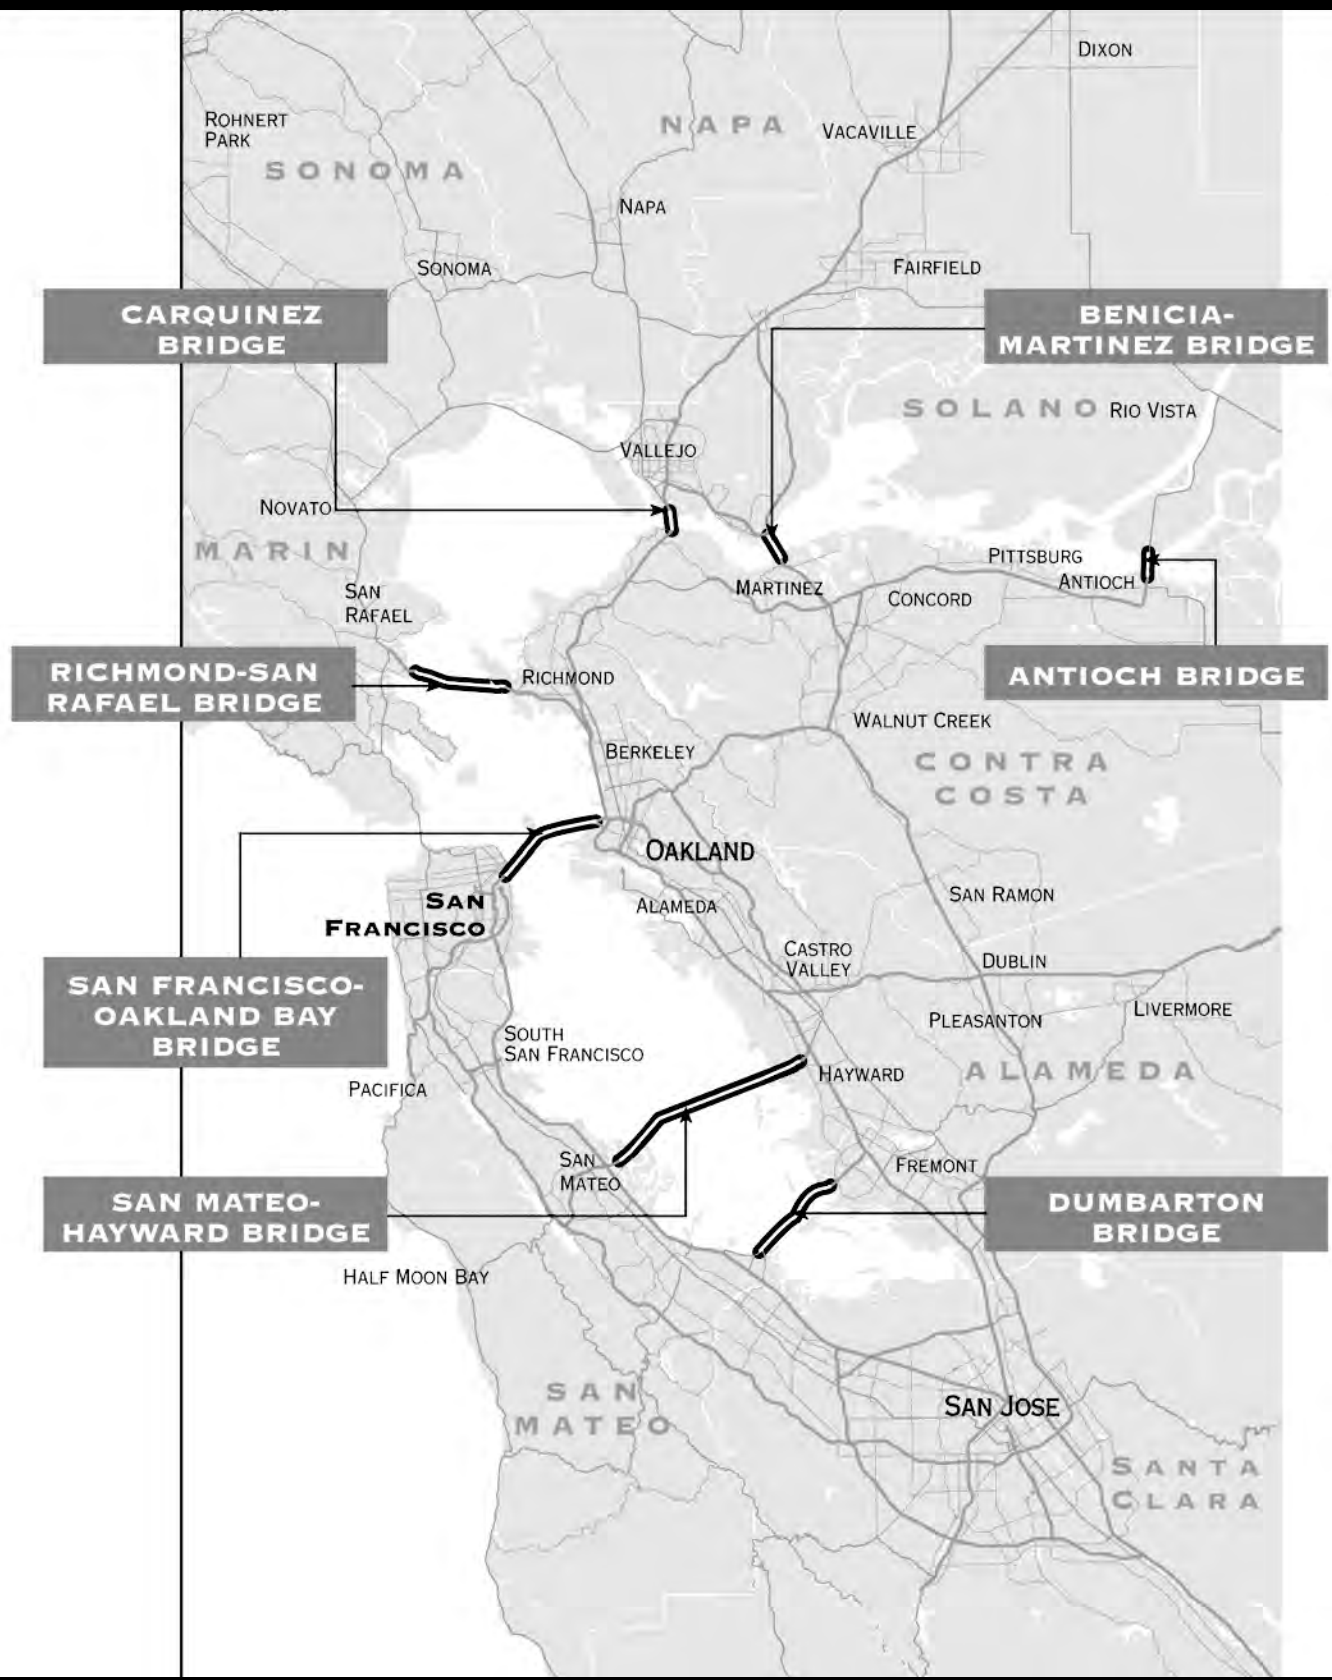 DIXON
ROHNERT
PARK
NAPA
VACAVILLE
SONOMA
NAPA
SONOMA
FAIRFIELD
CARQUINEZ
BRIDGE
BENICIA-
MARTINEZ BRIDGE
SOLANO
RIO VISTA
VALLEJO
NOVATO
MARIN
PITTSBURG
ANTIOCH
MARTINEZ
CONCORD
SAN
RAFAEL
RICHMOND-SAN
RAFAEL BRIDGE
RICHMOND
ANTIOCH BRIDGE
WALNUT CREEK
BERKELEY
CONTRA
COSTA
OAKLAND
SAN
FRANCISCO
ALAMEDA
SAN RAMON
CASTRO
VALLEY
DUBLIN
SAN FRANCISCO-
OAKLAND BAY
BRIDGE
LIVERMORE
PLEASANTON
SOUTH
SAN FRANCISCO
HAYWARD
ALAMEDA
PACIFICA
SAN
MATEO
FREMONT
SAN MATEO-
HAYWARD BRIDGE
DUMBARTON
BRIDGE
HALF MOON BAY
SAN
MATEO
SAN JOSE
SANTA
CLARA